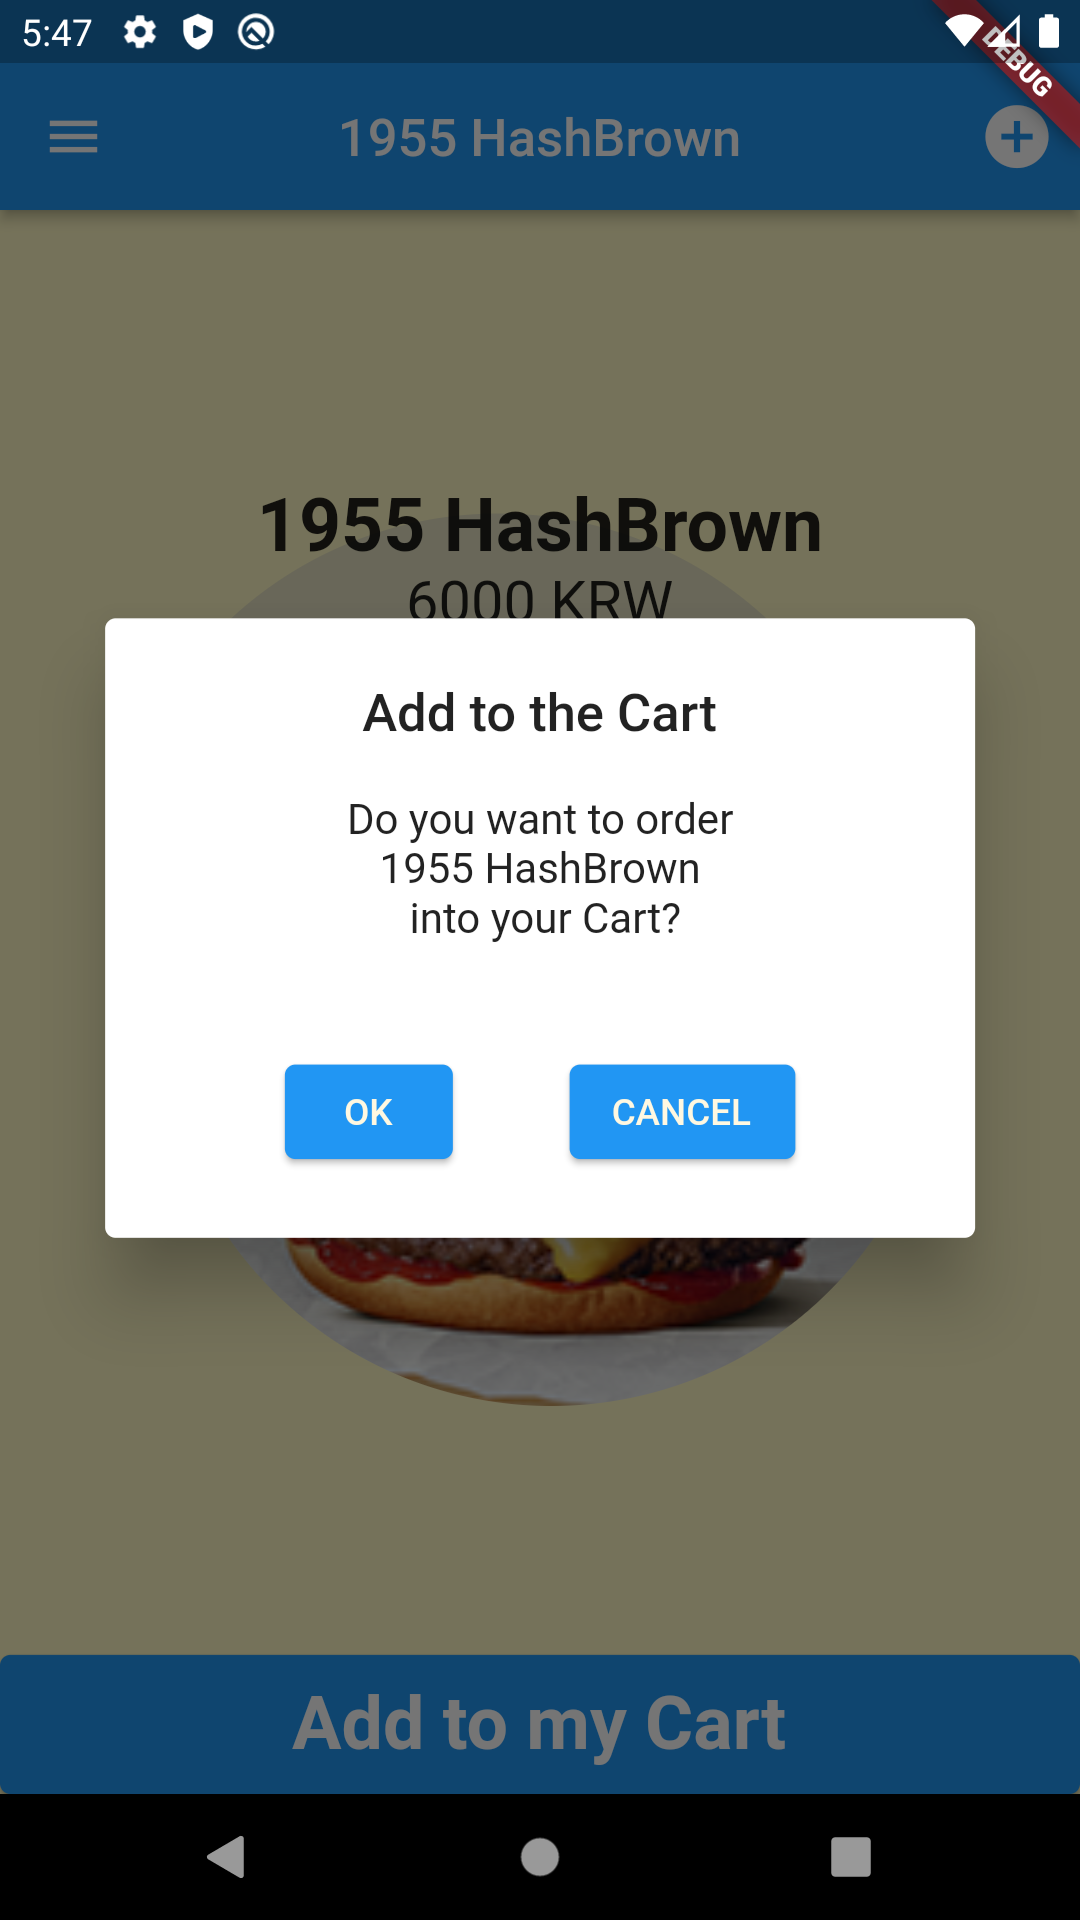 5:47
DEBUG
1955 HashBrown
1955 HashBrown
6000 KRW
Add to the Cart
Do you want to order
1955 HashBrown
into your Cart?
OK
CANCEL
Add to my Cart